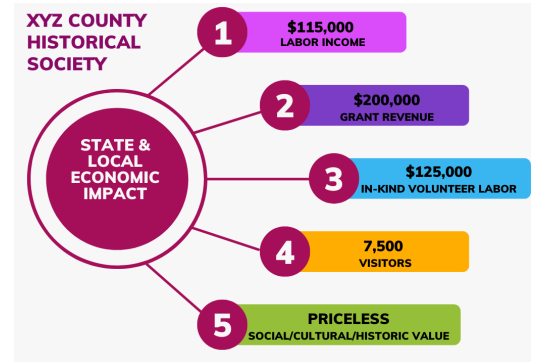 XYZ COUNTY
HISTORICAL
SOCIETY
STATE &
LOCAL
ECONOMIC
IMPACT
1
$115,000
LABOR INCOME
2
$200,000
GRANT REVENUE
3
$125,000
IN-KIND VOLUNTEER LABOR
4
7,500
VISITORS
5
PRICELESS
SOCIAL/CULTURAL/HISTORIC VALUE